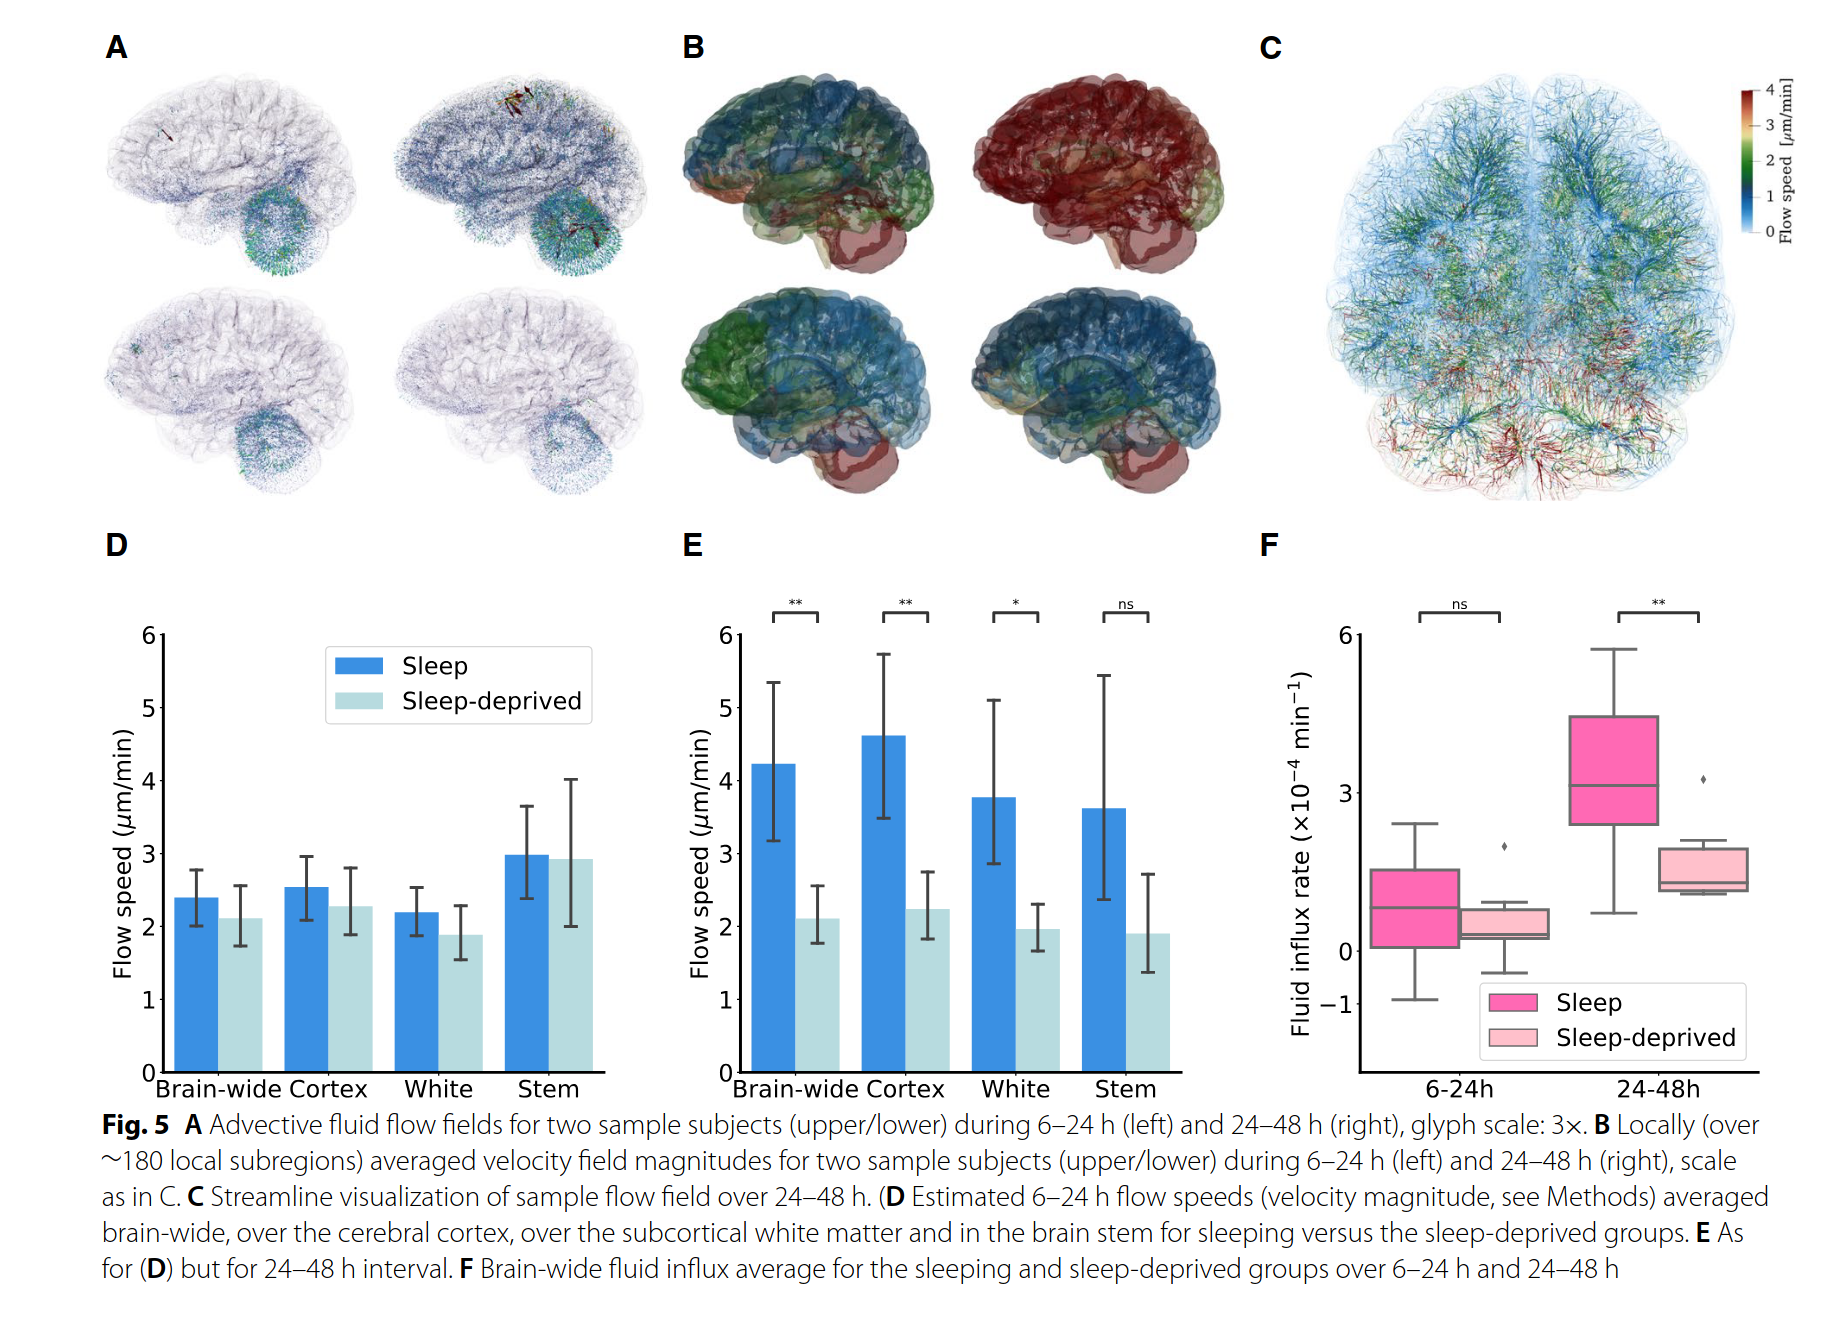 A
B
C
4
3
2
1
0
Flow speed [μm/min]
D
E
F
6
5
4
3
2
1
0
Flow speed (μm/min)
Sleep
Sleep-deprived
Brain-wide Cortex White Stem
** ** * ns
6
5
4
3
2
1
0
Flow speed (μm/min)
Brain-wide Cortex White Stem
ns **
6
3
0
−1
Fluid influx rate (×10⁻⁴ min⁻¹)
Sleep
Sleep-deprived
6-24h 24-48h
Fig. 5 A Advective fluid flow fields for two sample subjects (upper/lower) during 6–24 h (left) and 24–48 h (right), glyph scale: 3×. B Locally (over
~180 local subregions) averaged velocity field magnitudes for two sample subjects (upper/lower) during 6–24 h (left) and 24–48 h (right), scale
as in C. C Streamline visualization of sample flow field over 24–48 h. (D Estimated 6–24 h flow speeds (velocity magnitude, see Methods) averaged
brain-wide, over the cerebral cortex, over the subcortical white matter and in the brain stem for sleeping versus the sleep-deprived groups. E As
for (D) but for 24–48 h interval. F Brain-wide fluid influx average for the sleeping and sleep-deprived groups over 6–24 h and 24–48 h